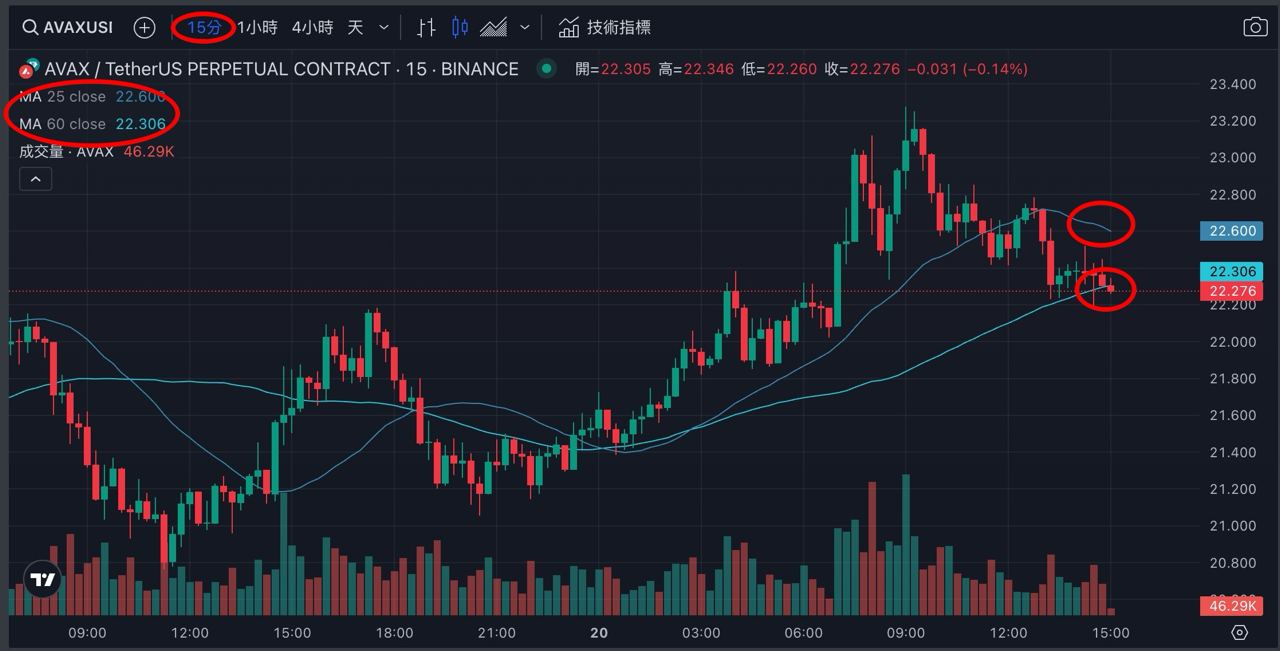 AVAXUSI 15分 1小時 4小時 天 技術指標
AVAX / TetherUS PERPETUAL CONTRACT · 15 · BINANCE 開=22.305 高=22.346 低=22.260 收=22.276 −0.031 (−0.14%)
MA 25 close 22.600
MA 60 close 22.306
成交量 · AVAX 46.29K
23.400
23.200
23.000
22.800
22.600
22.306
22.276
22.200
22.000
21.800
21.600
21.400
21.200
21.000
20.800
46.29K
09:00 12:00 15:00 18:00 21:00 20 03:00 06:00 09:00 12:00 15:00